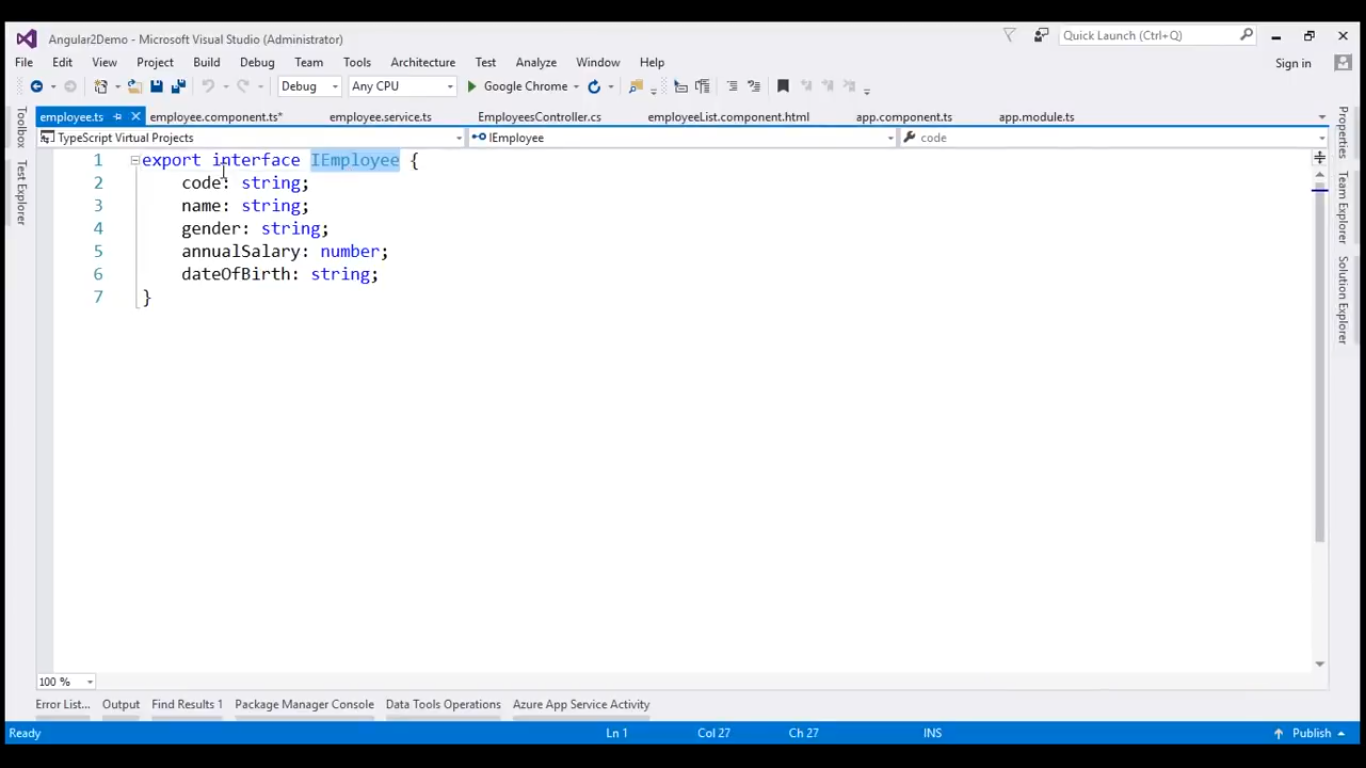 Angular2Demo - Microsoft Visual Studio (Administrator)
Quick Launch (Ctrl+Q)
File Edit View Project Build Debug Team Tools Architecture Test Analyze Window Help
Sign in
Debug Any CPU Google Chrome
employee.ts employee.component.ts* employee.service.ts EmployeesController.cs employeeList.component.html app.component.ts app.module.ts
TypeScript Virtual Projects IEmployee code
1 export interface IEmployee {
2 code: string;
3 name: string;
4 gender: string;
5 annualSalary: number;
6 dateOfBirth: string;
7 }
Toolbox
Test Explorer
Properties
Team Explorer
Solution Explorer
100 %
Error List... Output Find Results 1 Package Manager Console Data Tools Operations Azure App Service Activity
Ready Ln 1 Col 27 Ch 27 INS Publish